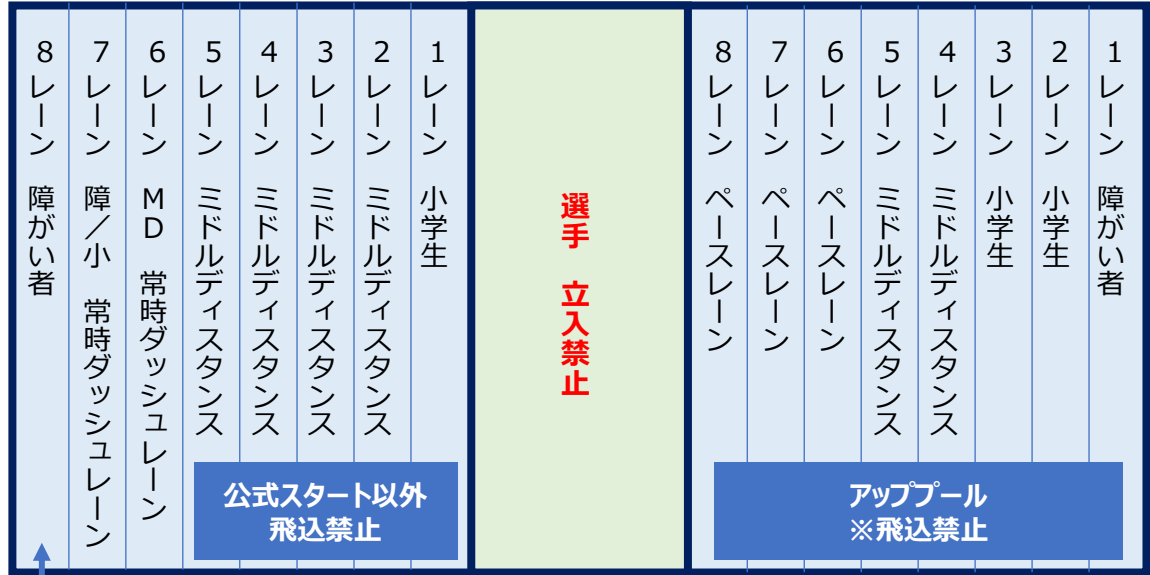 8レーン 障がい者
7レーン 障/小 常時ダッシュレーン
6レーン MD 常時ダッシュレーン
5レーン ミドルディスタンス
4レーン ミドルディスタンス
3レーン ミドルディスタンス
2レーン ミドルディスタンス
1レーン 小学生
公式スタート以外
飛込禁止
選手 立入禁止
8レーン ペースレーン
7レーン ペースレーン
6レーン ペースレーン
5レーン ミドルディスタンス
4レーン ミドルディスタンス
3レーン 小学生
2レーン 小学生
1レーン 障がい者
アッププール
※飛込禁止